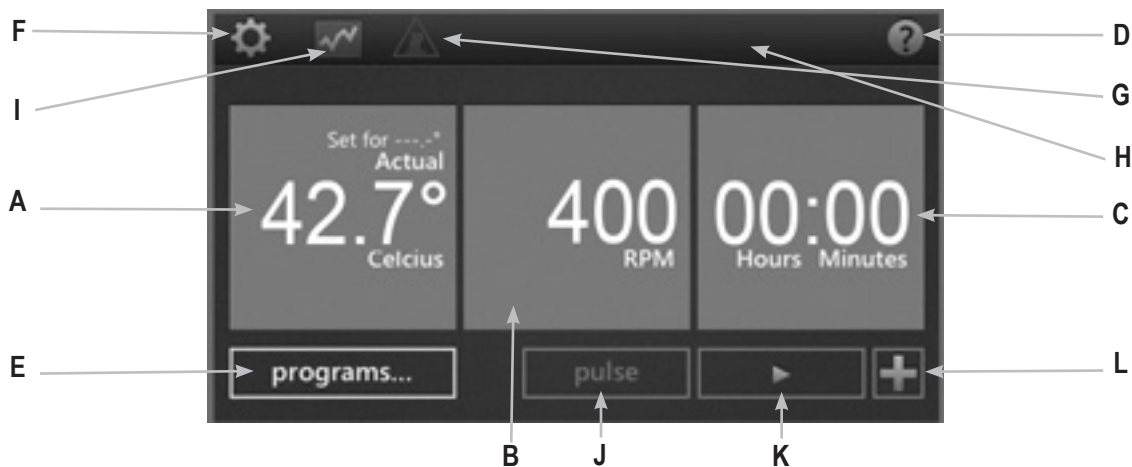 F
D
I
G
H
Set for ---.-°
Actual
A
42.7°
400
00:00
C
Celcius
RPM
Hours Minutes
E
programs...
pulse
L
B
J
K